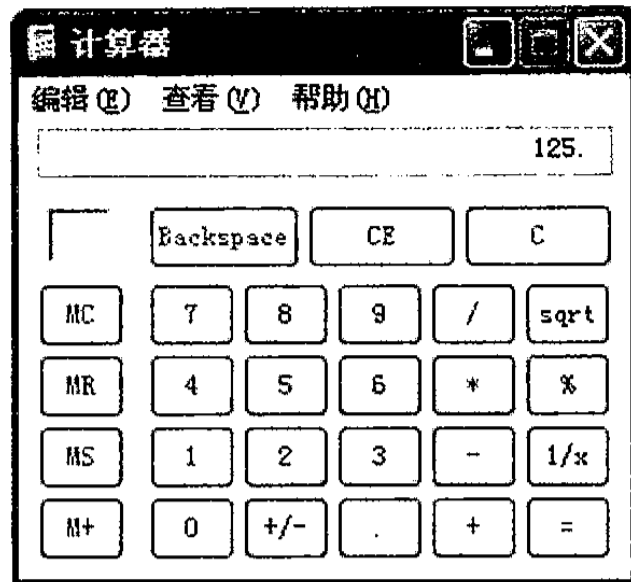 计算器
编辑(E) 查看(V) 帮助(H)
125.
Backspace CE C
MC 7 8 9 / sqrt
MR 4 5 6 * %
MS 1 2 3 - 1/x
M+ 0 +/- . + =